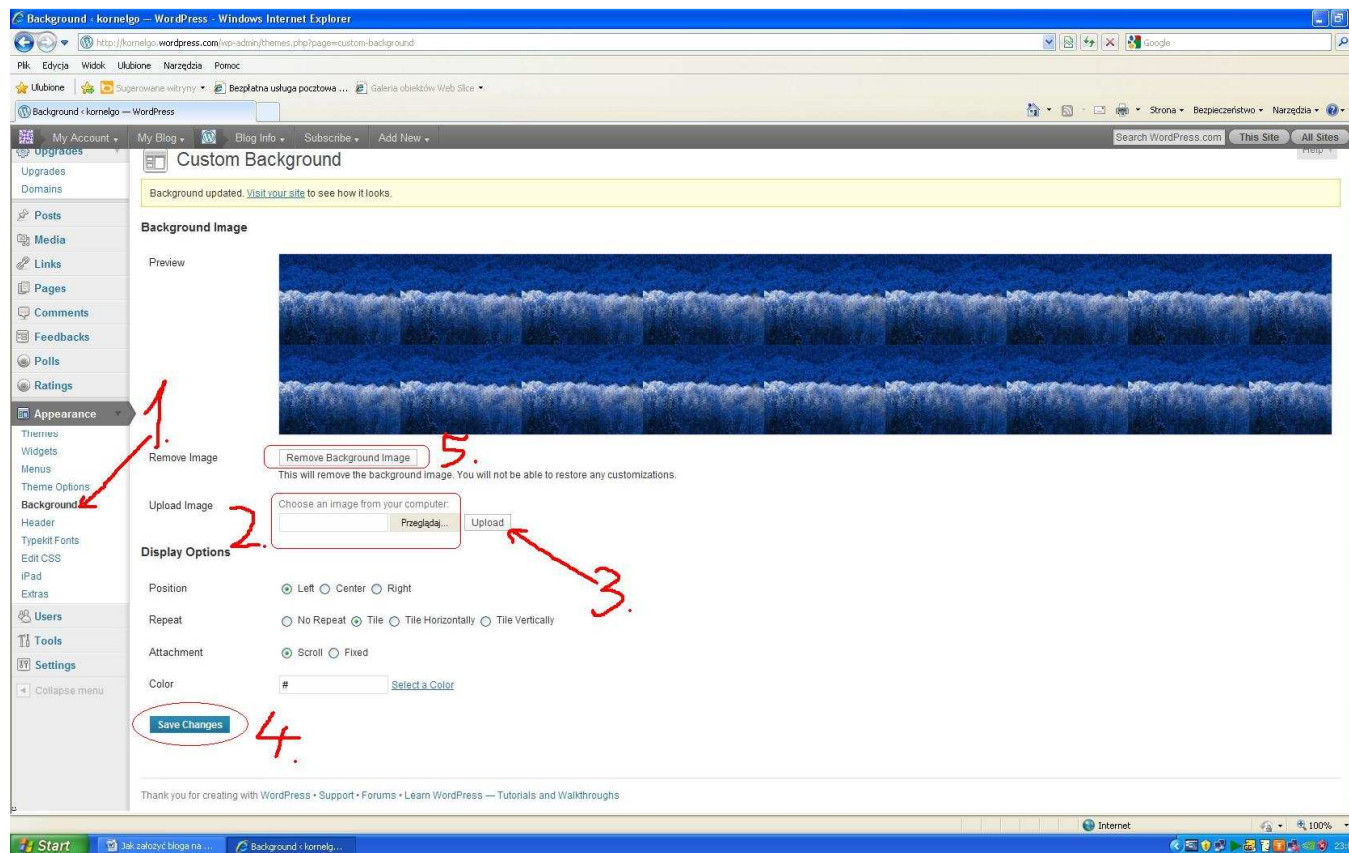 Background ‹ kornelgo — WordPress - Windows Internet Explorer
http://kornelgo.wordpress.com/wp-admin/themes.php?page=custom-background
Google
Plik Edycja Widok Ulubione Narzędzia Pomoc
Ulubione Sugerowane witryny Bezpłatna usługa pocztowa ... Galeria obiektów Web Slice
Background ‹ kornelgo — WordPress
Strona Bezpieczeństwo Narzędzia
My Account My Blog Blog Info Subscribe Add New
Search WordPress.com This Site All Sites
Upgrades
Upgrades
Domains
Posts
Media
Links
Pages
Comments
Feedbacks
Polls
Ratings
Appearance
Themes
Widgets
Menus
Theme Options
Background
Header
Typekit Fonts
Edit CSS
iPad
Extras
Users
Tools
Settings
Collapse menu
Help
Custom Background
Background updated. Visit your site to see how it looks.
Background Image
Preview
1.
Remove Image
Remove Background Image
5.
This will remove the background image. You will not be able to restore any customizations.
Upload Image
2.
Choose an image from your computer:
Przeglądaj... Upload
3.
Display Options
Position Left Center Right
Repeat No Repeat Tile Tile Horizontally Tile Vertically
Attachment Scroll Fixed
Color # Select a Color
Save Changes
4.
Thank you for creating with WordPress • Support • Forums • Learn WordPress — Tutorials and Walkthroughs
Internet 100%
Start Jak założyć bloga na ... Background ‹ kornelg...